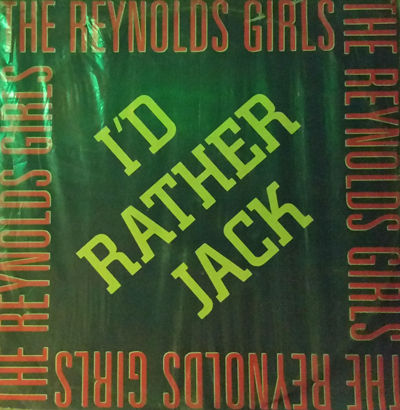 THE REYNOLDS GIRLS
THE REYNOLDS GIRLS
THE REYNOLDS GIRLS
THE REYNOLDS GIRLS
I'D
RATHER
JACK